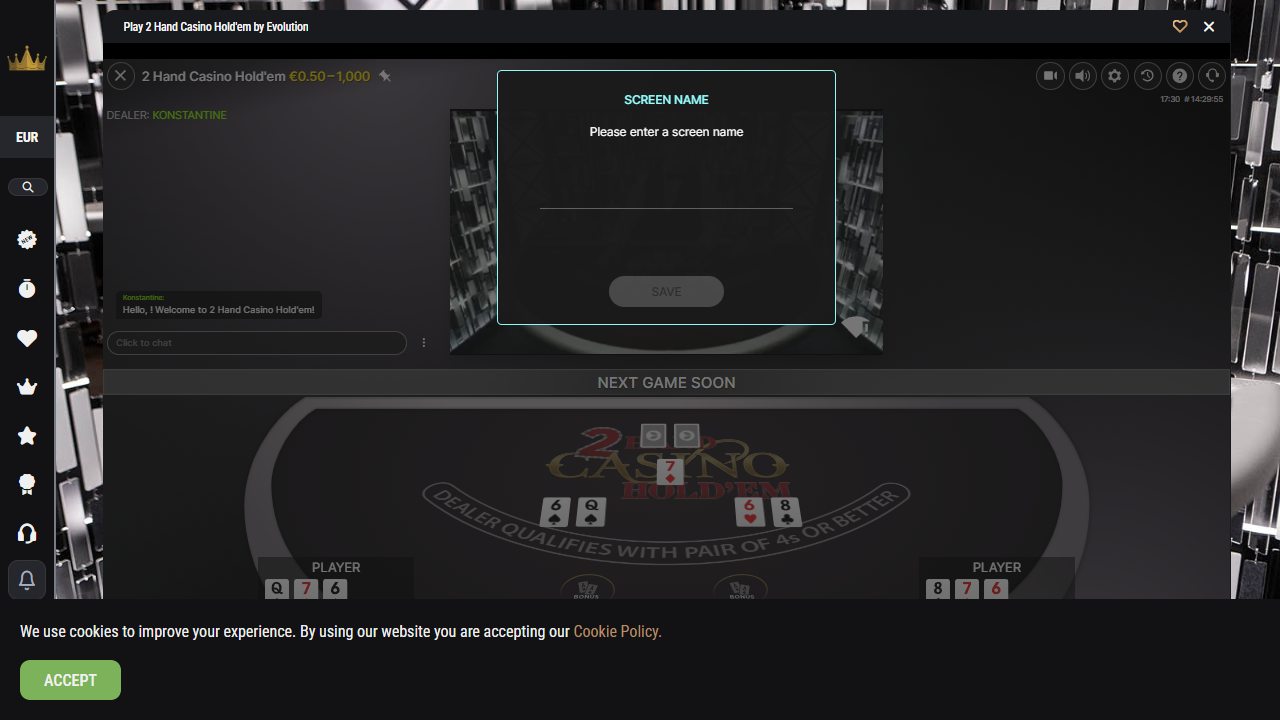 Play 2 Hand Casino Hold'em by Evolution
2 Hand Casino Hold'em €0.50–1,000
17:30 #14:29:55
DEALER: KONSTANTINE
EUR
NEW
SCREEN NAME
Please enter a screen name
SAVE
Konstantine:
Hello, ! Welcome to 2 Hand Casino Hold'em!
Click to chat
NEXT GAME SOON
2 HAND
CASINO
HOLD'EM
7
6 Q
6 8
DEALER QUALIFIES WITH PAIR OF 4s OR BETTER
PLAYER
Q 7 6
BONUS
BONUS
PLAYER
8 7 6
We use cookies to improve your experience. By using our website you are accepting our Cookie Policy.
ACCEPT